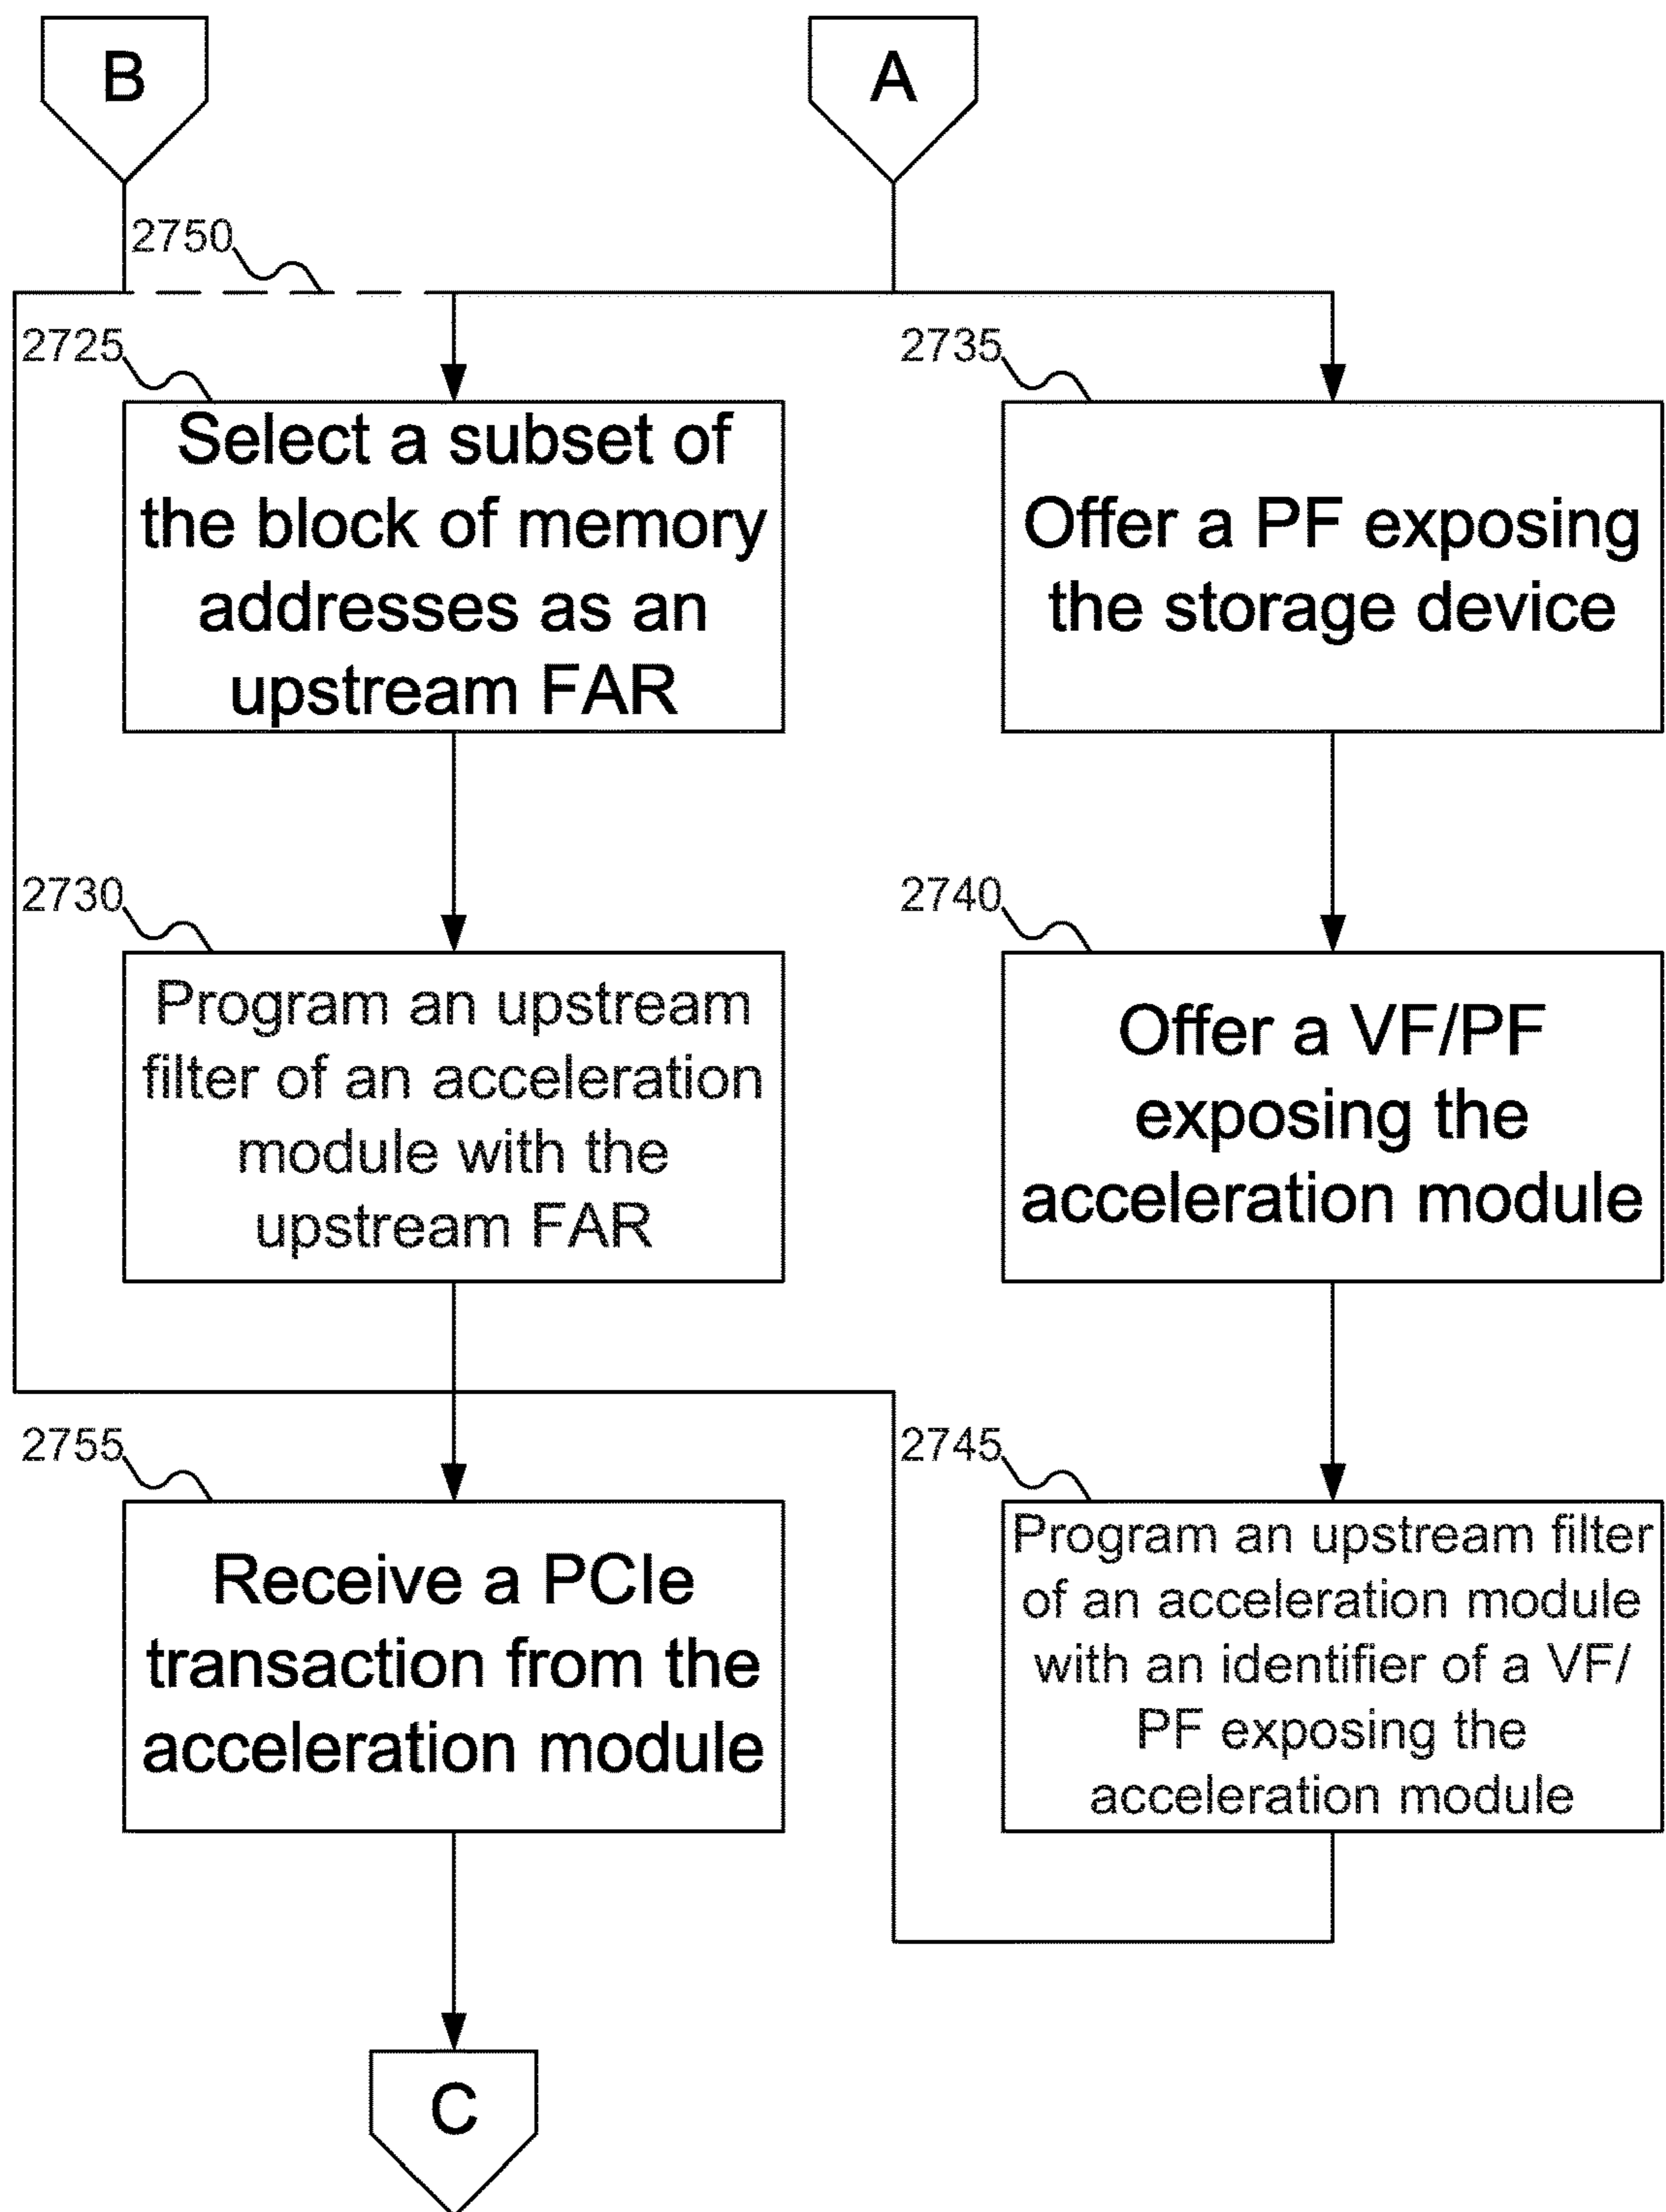 B
A
2750
2725
Select a subset of
the block of memory
addresses as an
upstream FAR
2735
Offer a PF exposing
the storage device
2730
Program an upstream
filter of an acceleration
module with the
upstream FAR
2740
Offer a VF/PF
exposing the
acceleration module
2755
Receive a PCIe
transaction from the
acceleration module
2745
Program an upstream filter
of an acceleration module
with an identifier of a VF/
PF exposing the
acceleration module
C